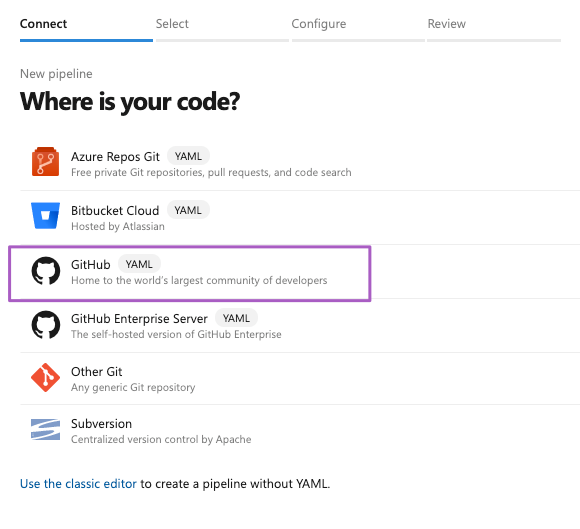 Connect
Select
Configure
Review
New pipeline
Where is your code?
Azure Repos Git YAML
Free private Git repositories, pull requests, and code search
Bitbucket Cloud YAML
Hosted by Atlassian
GitHub YAML
Home to the world's largest community of developers
GitHub Enterprise Server YAML
The self-hosted version of GitHub Enterprise
Other Git
Any generic Git repository
Subversion
Centralized version control by Apache
Use the classic editor to create a pipeline without YAML.